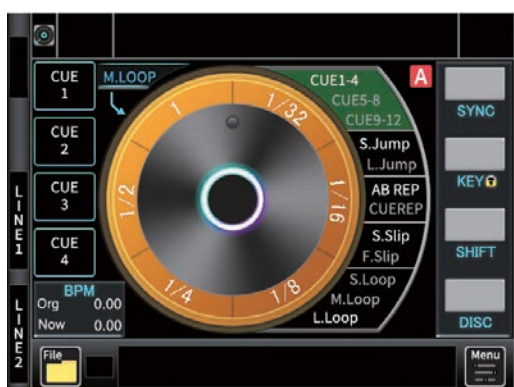 CUE
1
M.LOOP
CUE
2
CUE
3
CUE
4
BPM
Org 0.00
Now 0.00
1
1/32
1/16
1/8
1/4
1/2
CUE1-4
CUE5-8
CUE9-12
A
S.Jump
L.Jump
AB REP
CUEREP
S.Slip
F.Slip
S.Loop
M.Loop
L.Loop
SYNC
KEY
SHIFT
DISC
LINE1
LINE2
File
Menu